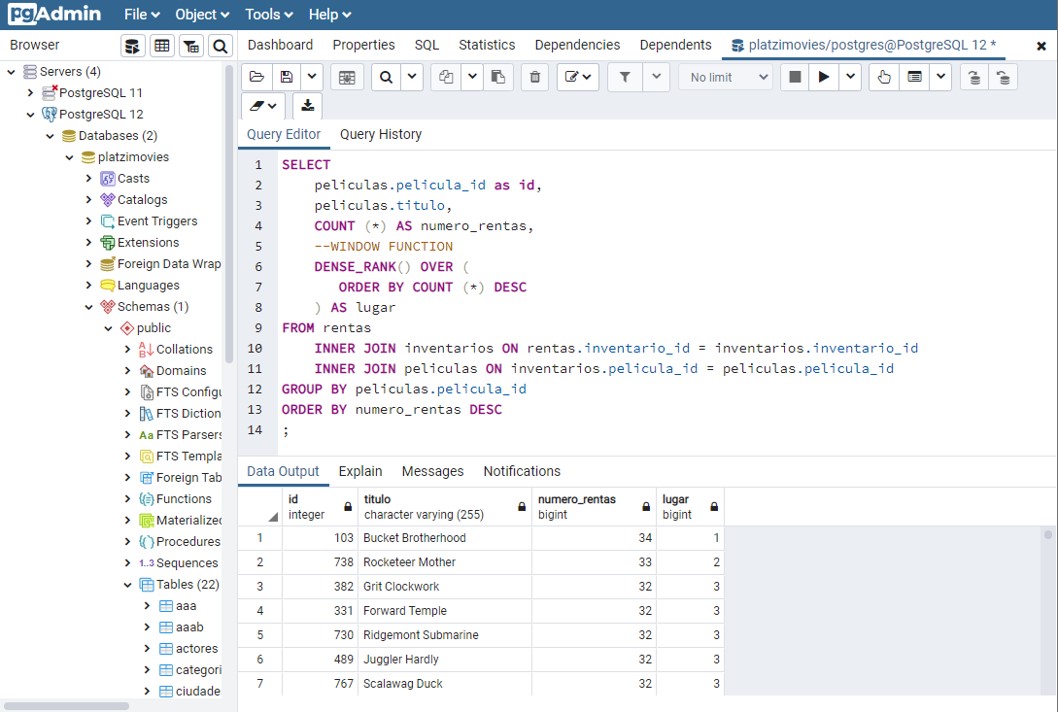 pgAdmin File Object Tools Help
Browser
Dashboard Properties SQL Statistics Dependencies Dependents platzimovies/postgres@PostgreSQL 12 *
Servers (4)
PostgreSQL 11
PostgreSQL 12
Databases (2)
platzimovies
Casts
Catalogs
Event Triggers
Extensions
Foreign Data Wrap
Languages
Schemas (1)
public
Collations
Domains
FTS Configu
FTS Diction
Aa FTS Parsers
FTS Templa
Foreign Tab
Functions
Materialized
Procedures
1..3 Sequences
Tables (22)
aaa
aaab
actores
categori
ciudade
No limit
Query Editor Query History
1 SELECT
2 peliculas.pelicula_id as id,
3 peliculas.titulo,
4 COUNT (*) AS numero_rentas,
5 --WINDOW FUNCTION
6 DENSE_RANK() OVER (
7 ORDER BY COUNT (*) DESC
8 ) AS lugar
9 FROM rentas
10 INNER JOIN inventarios ON rentas.inventario_id = inventarios.inventario_id
11 INNER JOIN peliculas ON inventarios.pelicula_id = peliculas.pelicula_id
12 GROUP BY peliculas.pelicula_id
13 ORDER BY numero_rentas DESC
14 ;
Data Output Explain Messages Notifications
id titulo numero_rentas lugar
integer character varying (255) bigint bigint
1 103 Bucket Brotherhood 34 1
2 738 Rocketeer Mother 33 2
3 382 Grit Clockwork 32 3
4 331 Forward Temple 32 3
5 730 Ridgemont Submarine 32 3
6 489 Juggler Hardly 32 3
7 767 Scalawag Duck 32 3